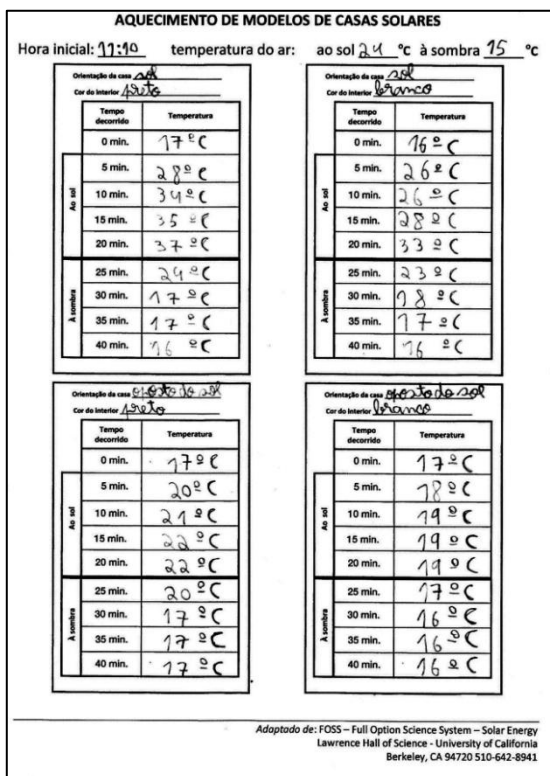 AQUECIMENTO DE MODELOS DE CASAS SOLARES
Hora inicial: 11:10 temperatura do ar: ao sol 24 °c à sombra 15 °c
Orientação da casa sol
Cor do interior preto
Tempo decorrido Temperatura
0 min. 17ºC
Ao sol
5 min. 28ºC
10 min. 34ºC
15 min. 35ºC
20 min. 37ºC
À sombra
25 min. 24ºC
30 min. 17ºC
35 min. 17ºC
40 min. 16ºC
Orientação da casa sol
Cor do interior branco
Tempo decorrido Temperatura
0 min. 16ºC
Ao sol
5 min. 26ºC
10 min. 26ºC
15 min. 28ºC
20 min. 33ºC
À sombra
25 min. 23ºC
30 min. 18ºC
35 min. 17ºC
40 min. 16ºC
Orientação da casa oposto do sol
Cor do interior preto
Tempo decorrido Temperatura
0 min. 17ºC
Ao sol
5 min. 20ºC
10 min. 21ºC
15 min. 22ºC
20 min. 22ºC
À sombra
25 min. 20ºC
30 min. 17ºC
35 min. 17ºC
40 min. 17ºC
Orientação da casa oposto do sol
Cor do interior branco
Tempo decorrido Temperatura
0 min. 17ºC
Ao sol
5 min. 18ºC
10 min. 19ºC
15 min. 19ºC
20 min. 19ºC
À sombra
25 min. 17ºC
30 min. 16ºC
35 min. 16ºC
40 min. 16ºC
Adaptado de: FOSS – Full Option Science System – Solar Energy
Lawrence Hall of Science - University of California
Berkeley, CA 94720 510-642-8941